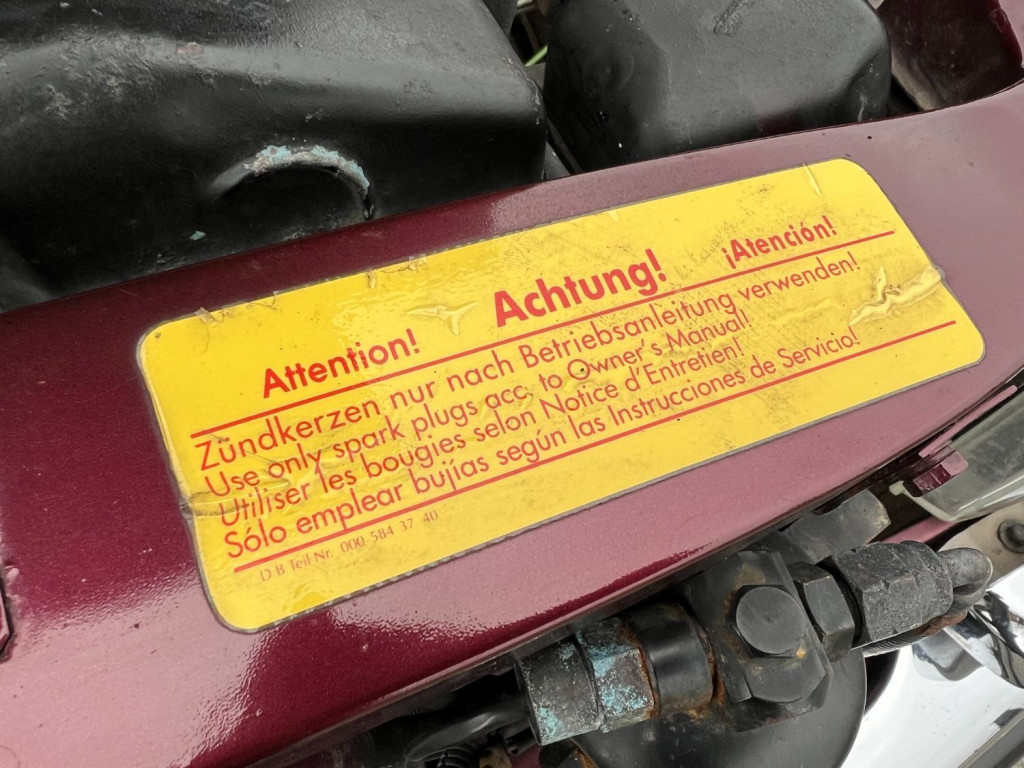 Attention! Achtung! ¡Atención!
Zündkerzen nur nach Betriebsanleitung verwenden!
Use only spark plugs acc. to Owner's Manual!
Utiliser les bougies selon Notice d'Entretien!
Sólo emplear bujías según las Instrucciones de Servicio!
D B Teil Nr. 000 584 37 40